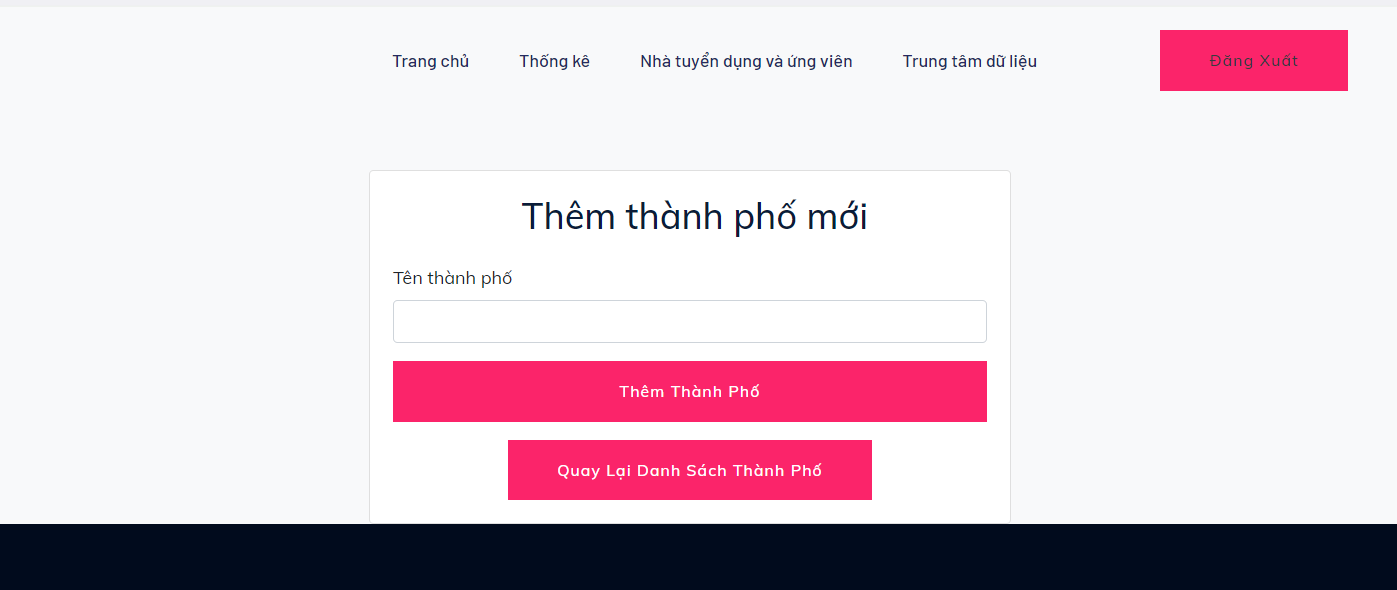 Trang chủ Thống kê Nhà tuyển dụng và ứng viên Trung tâm dữ liệu Đăng Xuất
Thêm thành phố mới
Tên thành phố
Thêm Thành Phố
Quay Lại Danh Sách Thành Phố